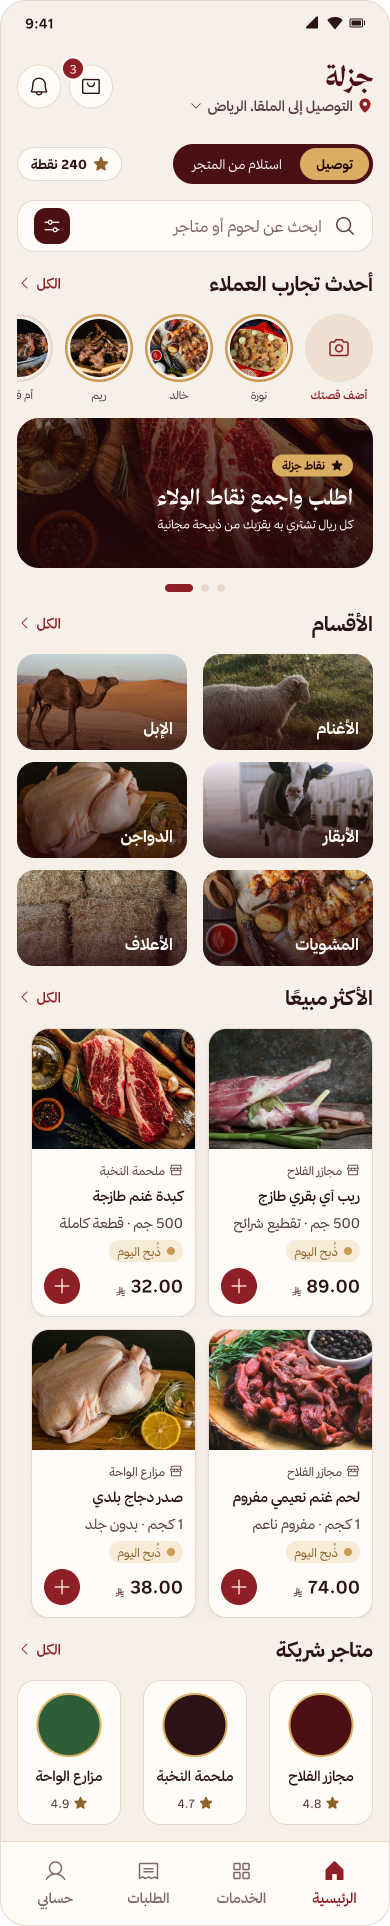 9:41
جزلة
التوصيل إلى الملقا، الرياض
3
توصيل
استلام من المتجر
240 نقطة
ابحث عن لحوم أو متاجر
أحدث تجارب العملاء
الكل
أضف قصتك
نورة
خالد
ريم
أم ف
نقاط جزلة
اطلب واجمع نقاط الولاء
كل ريال تشتري به يقرّبك من ذبيحة مجانية
الأقسام
الكل
الأغنام
الإبل
الأبقار
الدواجن
المشويات
الأعلاف
الأكثر مبيعًا
الكل
مجازر الفلاح
ريب آي بقري طازج
500 جم · تقطيع شرائح
ذُبح اليوم
89.00
ملحمة النخبة
كبدة غنم طازجة
500 جم · قطعة كاملة
ذُبح اليوم
32.00
مجازر الفلاح
لحم غنم نعيمي مفروم
1 كجم · مفروم ناعم
ذُبح اليوم
74.00
مزارع الواحة
صدر دجاج بلدي
1 كجم · بدون جلد
ذُبح اليوم
38.00
متاجر شريكة
الكل
مجازر الفلاح
4.8
ملحمة النخبة
4.7
مزارع الواحة
4.9
الرئيسية
الخدمات
الطلبات
حسابي